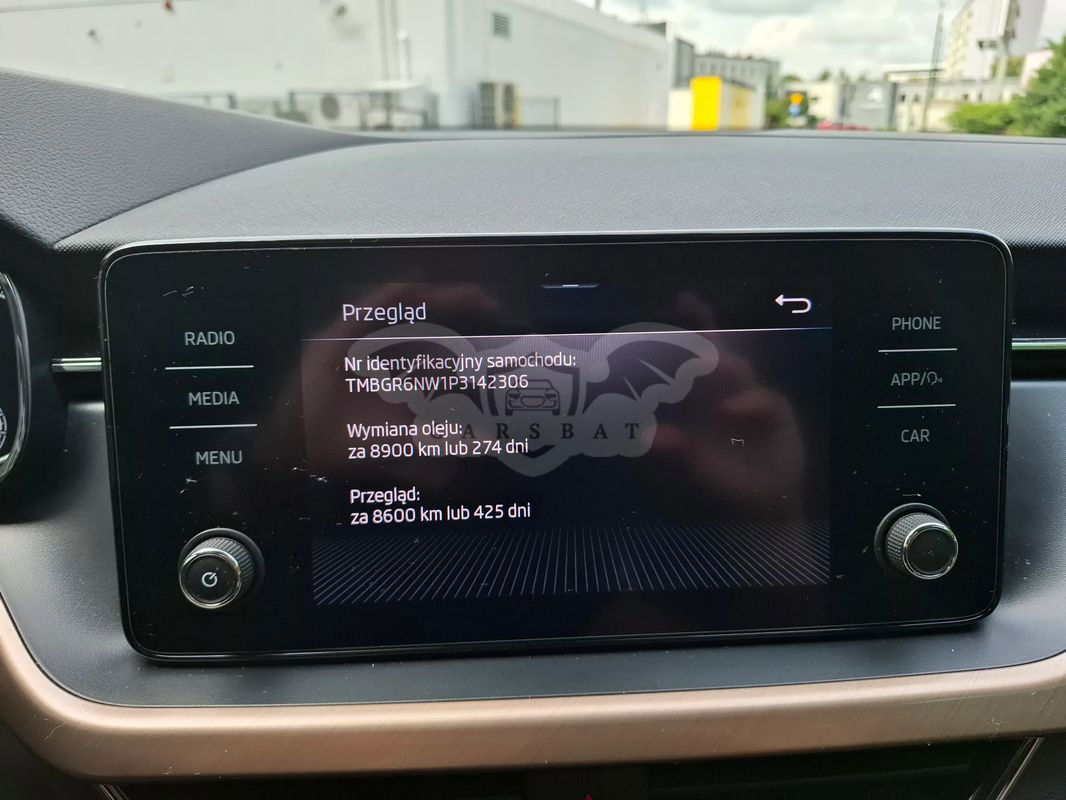 Przegląd
Nr identyfikacyjny samochodu:
TMBGR6NW1P3142306
Wymiana oleju:
za 8900 km lub 274 dni
Przegląd:
za 8600 km lub 425 dni
RADIO
MEDIA
MENU
PHONE
APP/
CAR
CARSBAT